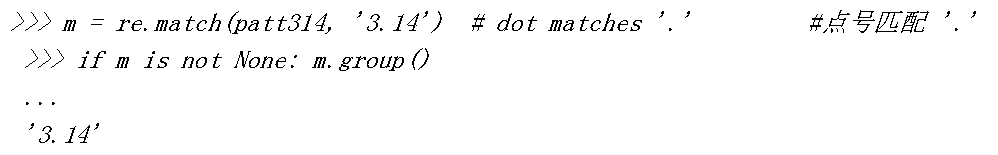 >>> m = re.match(patt314, '3.14') # dot matches '.' #点号匹配 '.'
>>> if m is not None: m.group()
...
'3.14'